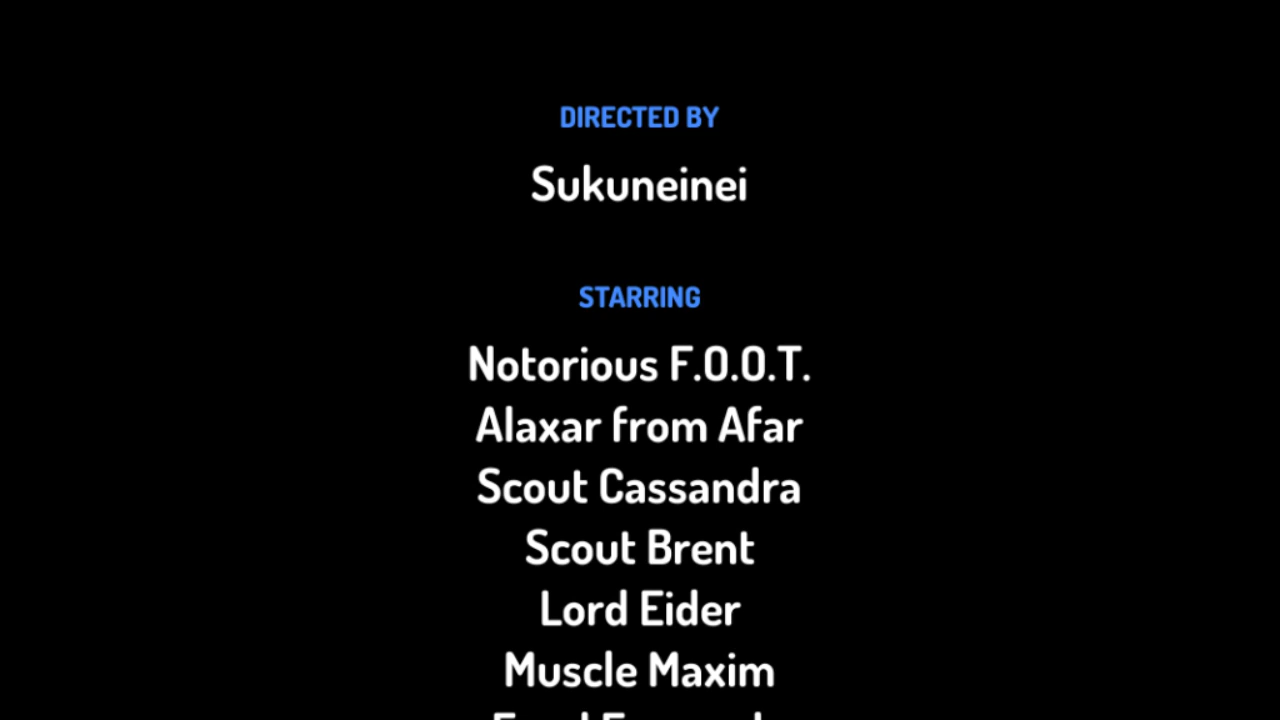 DIRECTED BY
Sukuneinei
STARRING
Notorious F.O.O.T.
Alaxar from Afar
Scout Cassandra
Scout Brent
Lord Eider
Muscle Maxim